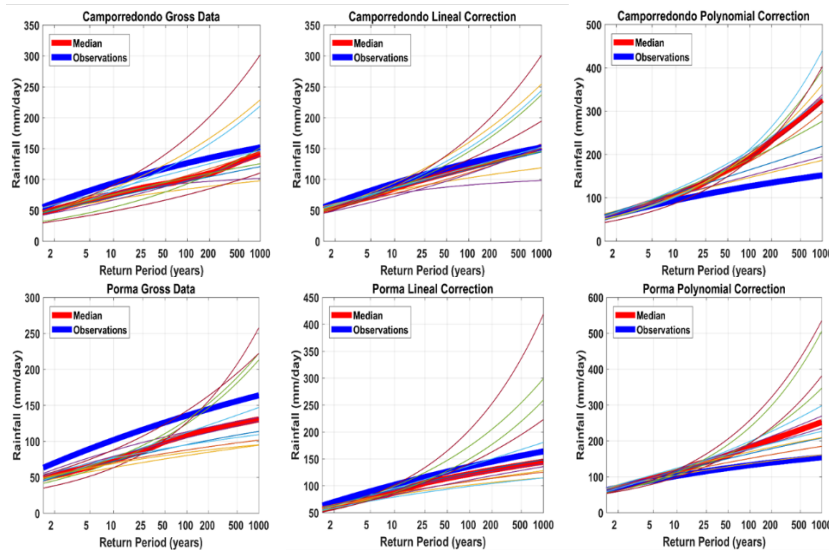 Camporredondo Gross Data
350
300
250
200
150
100
50
0
Rainfall (mm/day)
Median
Observations
2 5 10 25 50 100 200 500 1000
Return Period (years)
Camporredondo Lineal Correction
350
300
250
200
150
100
50
0
Rainfall (mm/day)
Median
Observations
2 5 10 25 50 100 200 500 1000
Return Period (years)
Camporredondo Polynomial Correction
500
400
300
200
100
0
Rainfall (mm/day)
Median
Observations
2 5 10 25 50 100 200 500 1000
Return Period (years)
Porma Gross Data
300
250
200
150
100
50
0
Rainfall (mm/day)
Median
Observations
2 5 10 25 50 100 200 500 1000
Return Period (years)
Porma Lineal Correction
450
400
350
300
250
200
150
100
50
Rainfall (mm/day)
Median
Observations
2 5 10 25 50 100 200 500 1000
Return Period (years)
Porma Polynomial Correction
600
500
400
300
200
100
0
Rainfall (mm/day)
Median
Observations
2 5 10 25 50 100 200 500 1000
Return Period (years)